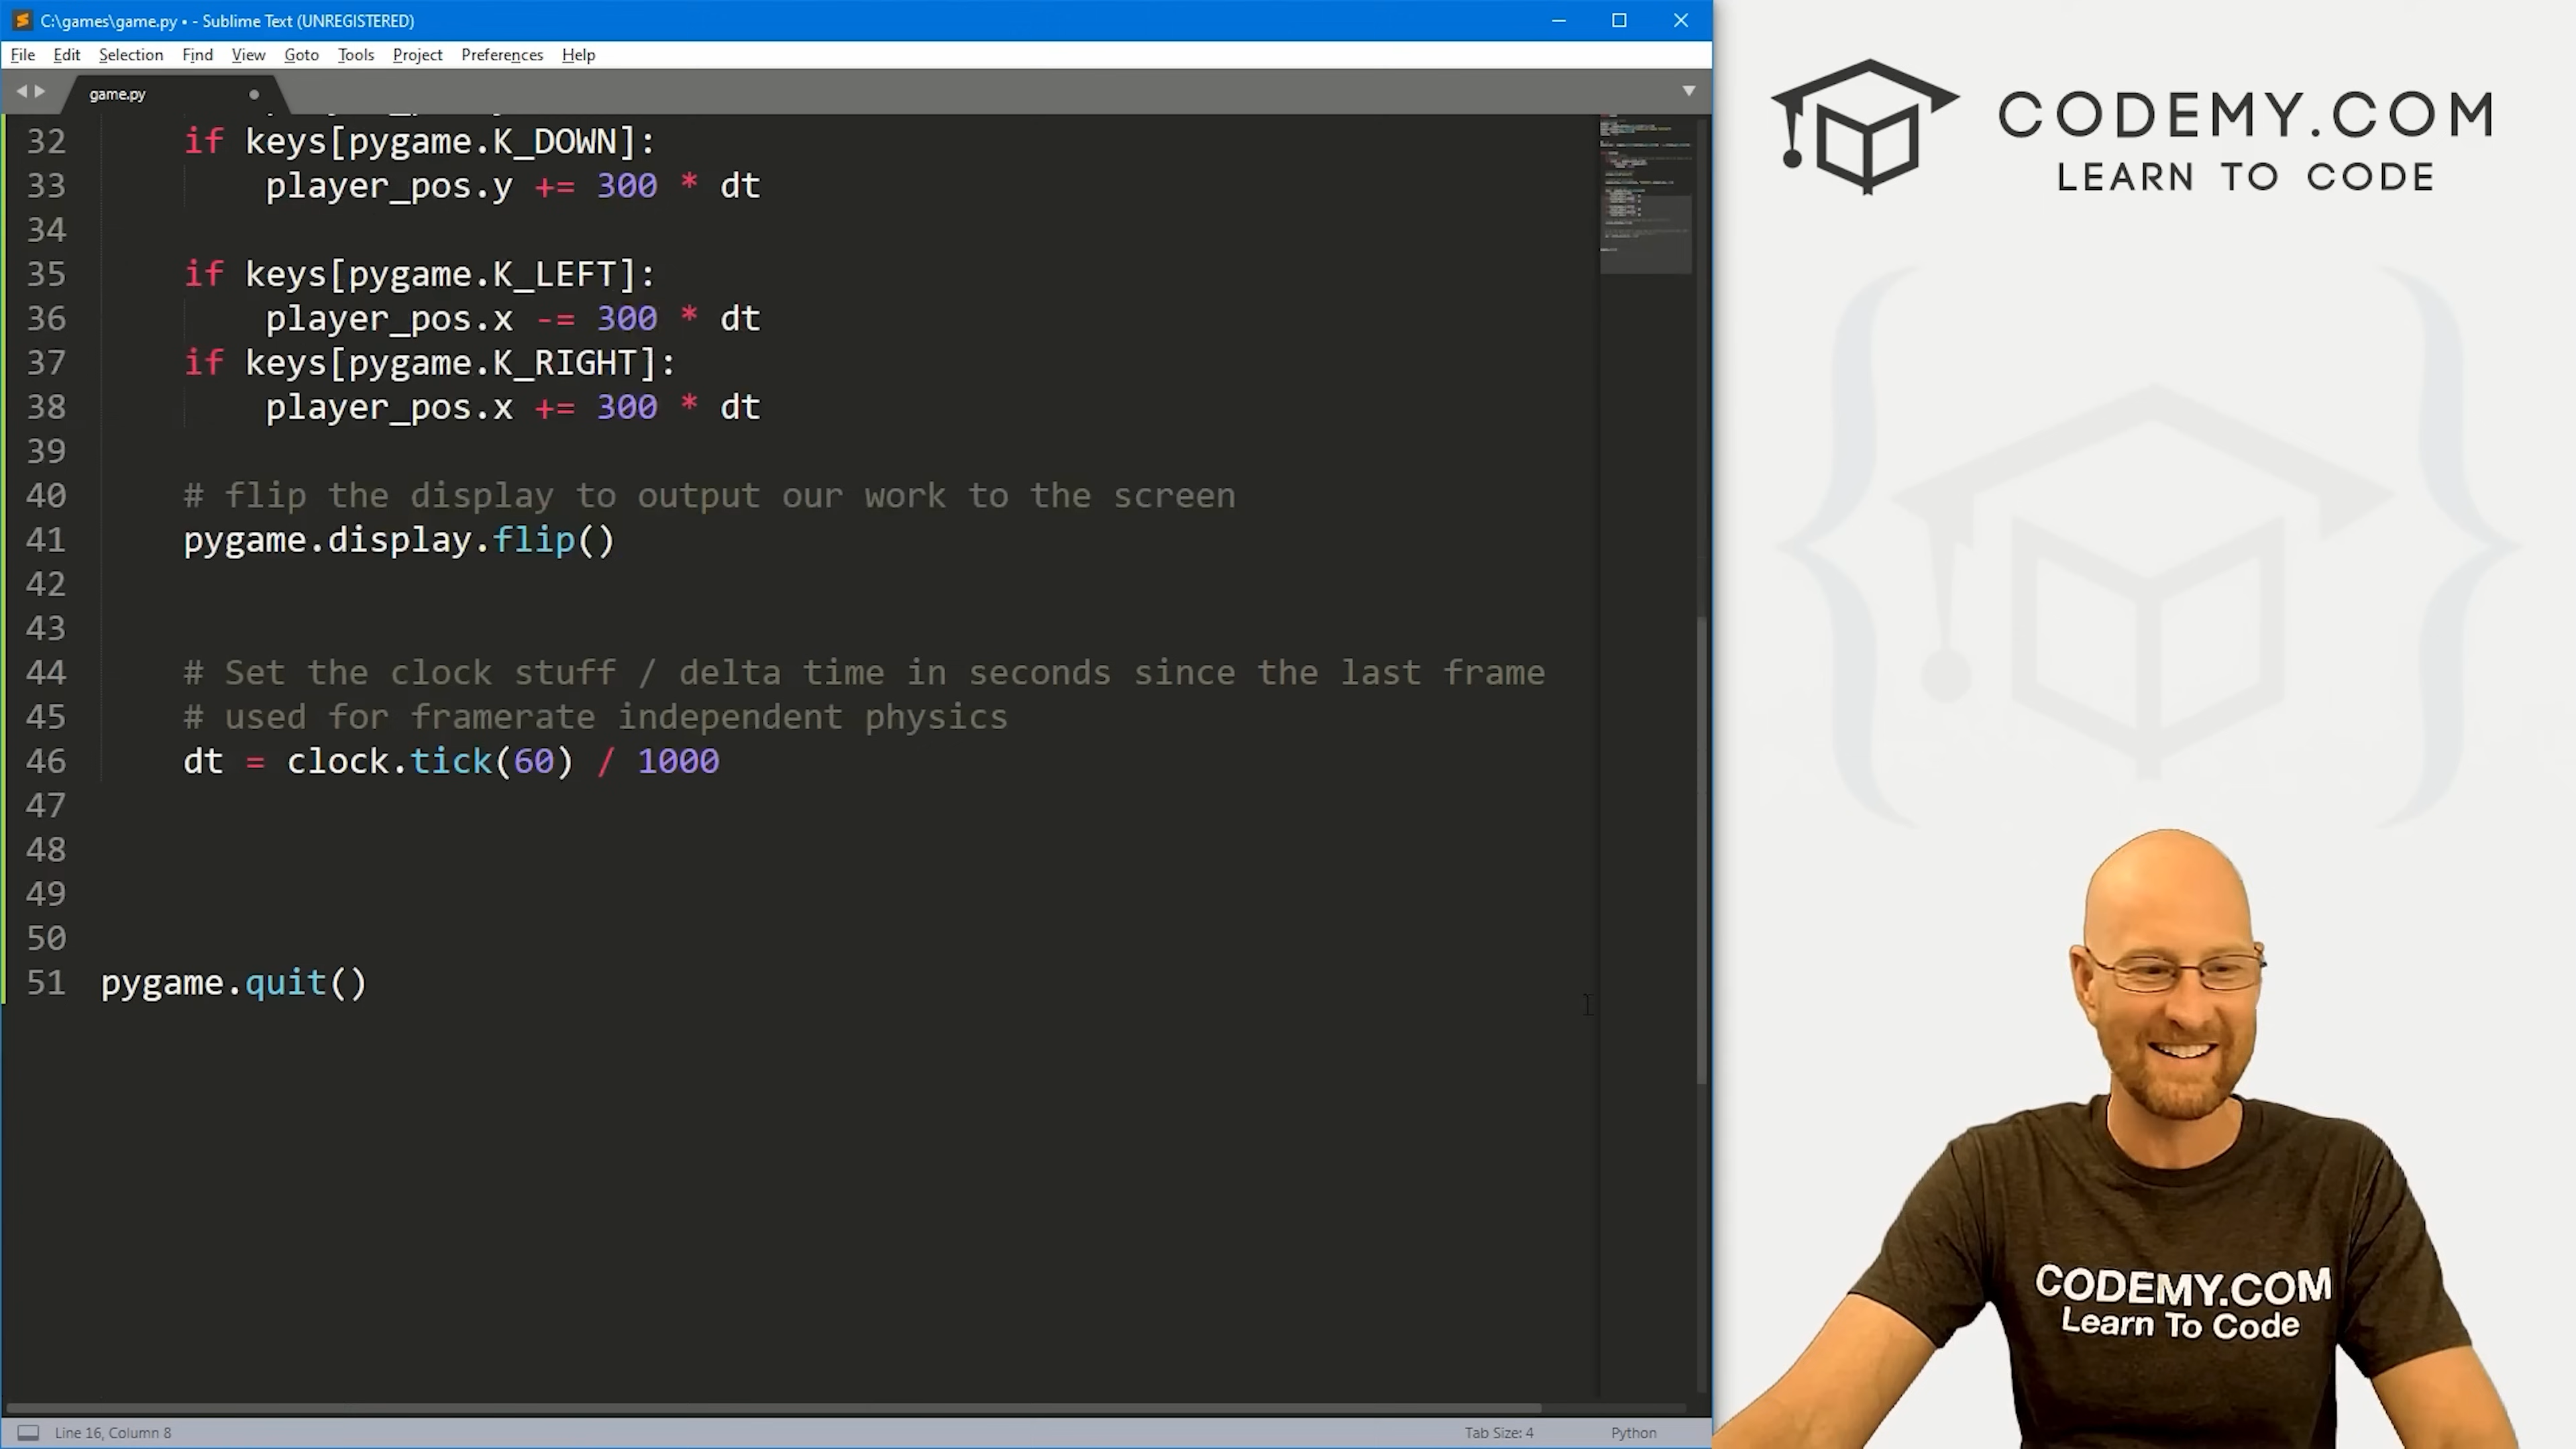 C:\games\game.py • - Sublime Text (UNREGISTERED)
File Edit Selection Find View Goto Tools Project Preferences Help
game.py
32 if keys[pygame.K_DOWN]:
33 player_pos.y += 300 * dt
34
35 if keys[pygame.K_LEFT]:
36 player_pos.x -= 300 * dt
37 if keys[pygame.K_RIGHT]:
38 player_pos.x += 300 * dt
39
40 # flip the display to output our work to the screen
41 pygame.display.flip()
42
43
44 # Set the clock stuff / delta time in seconds since the last frame
45 # used for framerate independent physics
46 dt = clock.tick(60) / 1000
47
48
49
50
51 pygame.quit()
Line 16, Column 8
Tab Size: 4
Python
CODEMY.COM
LEARN TO CODE
CODEMY.COM
Learn To Code